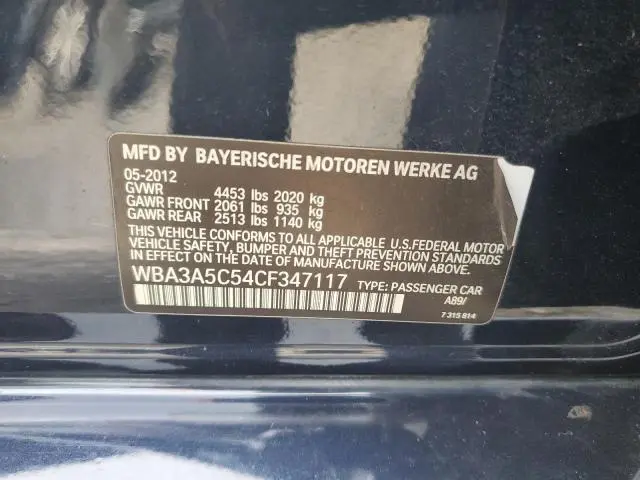 MFD BY BAYERISCHE MOTOREN WERKE AG
05-2012
GVWR 4453 lbs 2020 kg
GAWR FRONT 2061 lbs 935 kg
GAWR REAR 2513 lbs 1140 kg
THIS VEHICLE CONFORMS TO ALL APPLICABLE U.S.FEDERAL MOTOR
VEHICLE SAFETY, BUMPER AND THEFT PREVENTION STANDARDS
IN EFFECT ON THE DATE OF MANUFACTURE SHOWN ABOVE.
WBA3A5C54CF347117 TYPE: PASSENGER CAR
A89/
7 315 814